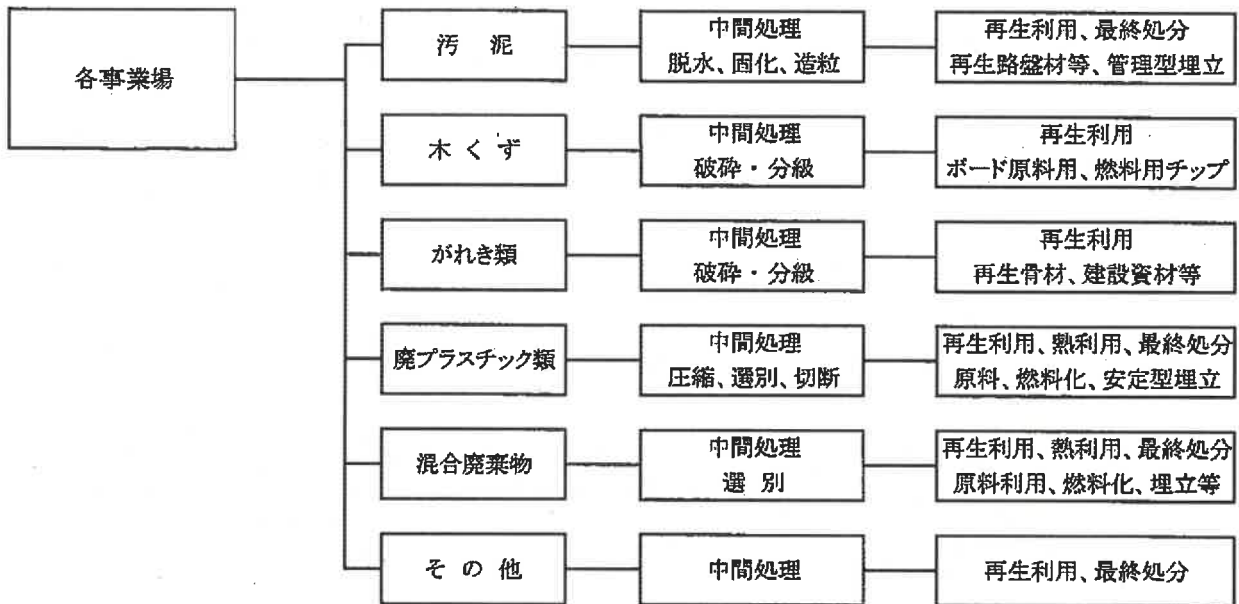 各事業場
汚泥
中間処理
脱水、固化、造粒
再生利用、最終処分
再生路盤材等、管理型埋立
木くず
中間処理
破砕・分級
再生利用
ボード原料用、燃料用チップ
がれき類
中間処理
破砕・分級
再生利用
再生骨材、建設資材等
廃プラスチック類
中間処理
圧縮、選別、切断
再生利用、熱利用、最終処分
原料、燃料化、安定型埋立
混合廃棄物
中間処理
選別
再生利用、熱利用、最終処分
原料利用、燃料化、埋立等
その他
中間処理
再生利用、最終処分